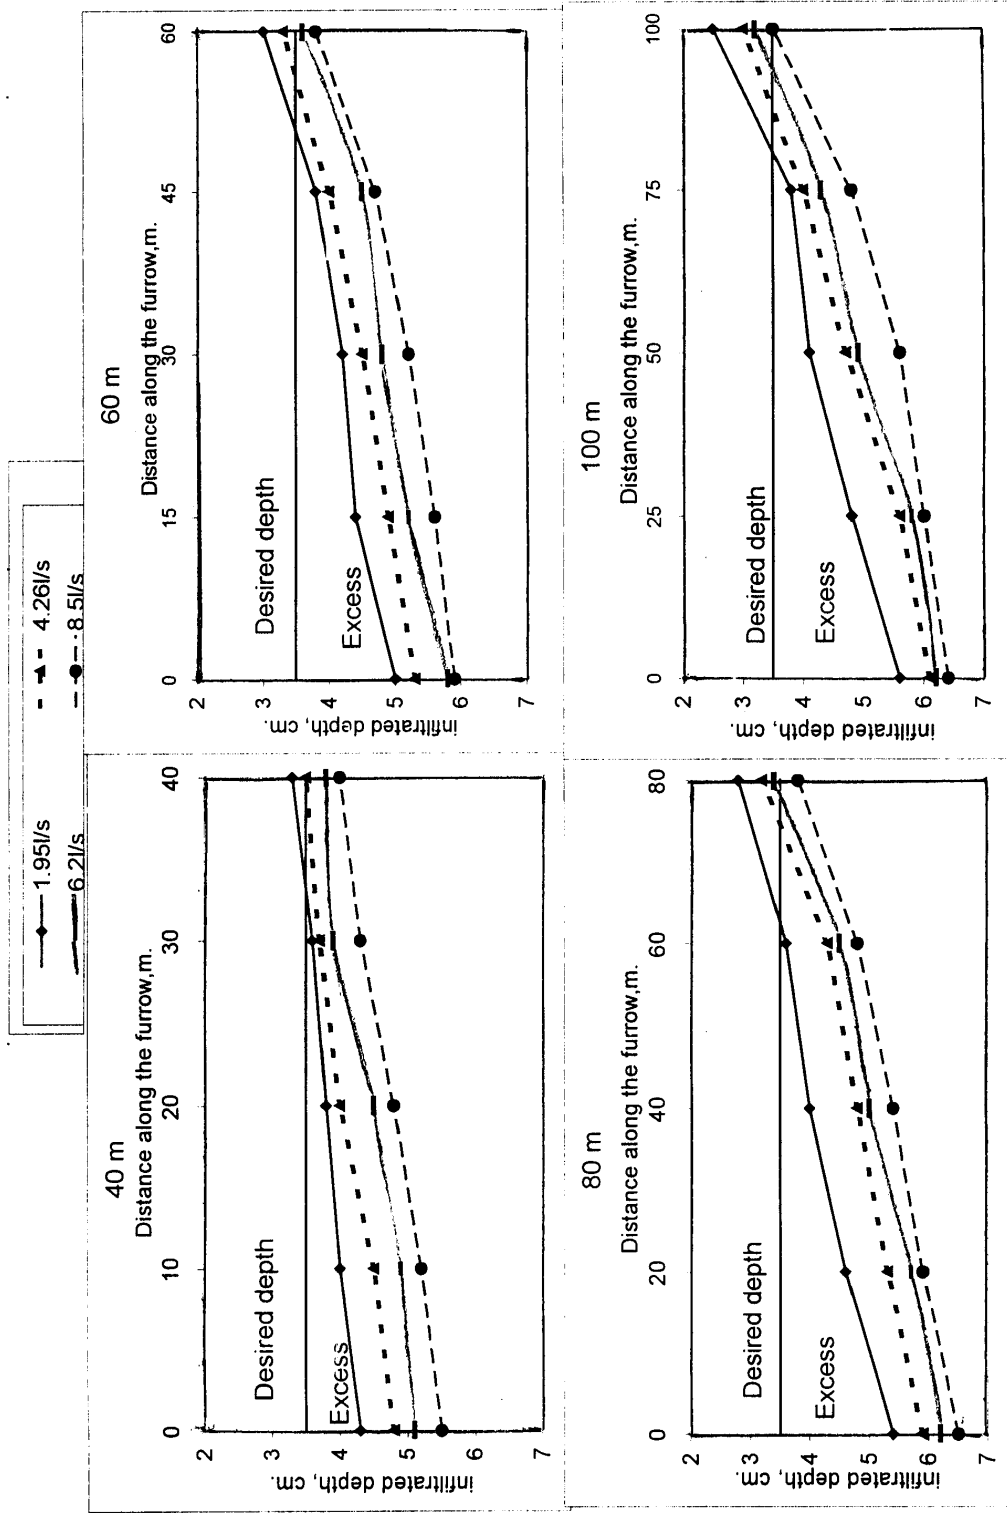 1.95l/s
4.26l/s
6.2l/s
8.5l/s
40 m
Distance along the furrow,m.
0 10 20 30 40
2
3
4
5
6
7
infiltrated depth, cm.
Desired depth
Excess
60 m
Distance along the furrow,m.
0 15 30 45 60
2
3
4
5
6
7
infiltrated depth, cm.
Desired depth
Excess
80 m
Distance along the furrow,m.
0 20 40 60 80
2
3
4
5
6
7
infiltrated depth, cm.
Desired depth
Excess
100 m
Distance along the furrow,m.
0 25 50 75 100
2
3
4
5
6
7
infiltrated depth, cm.
Desired depth
Excess